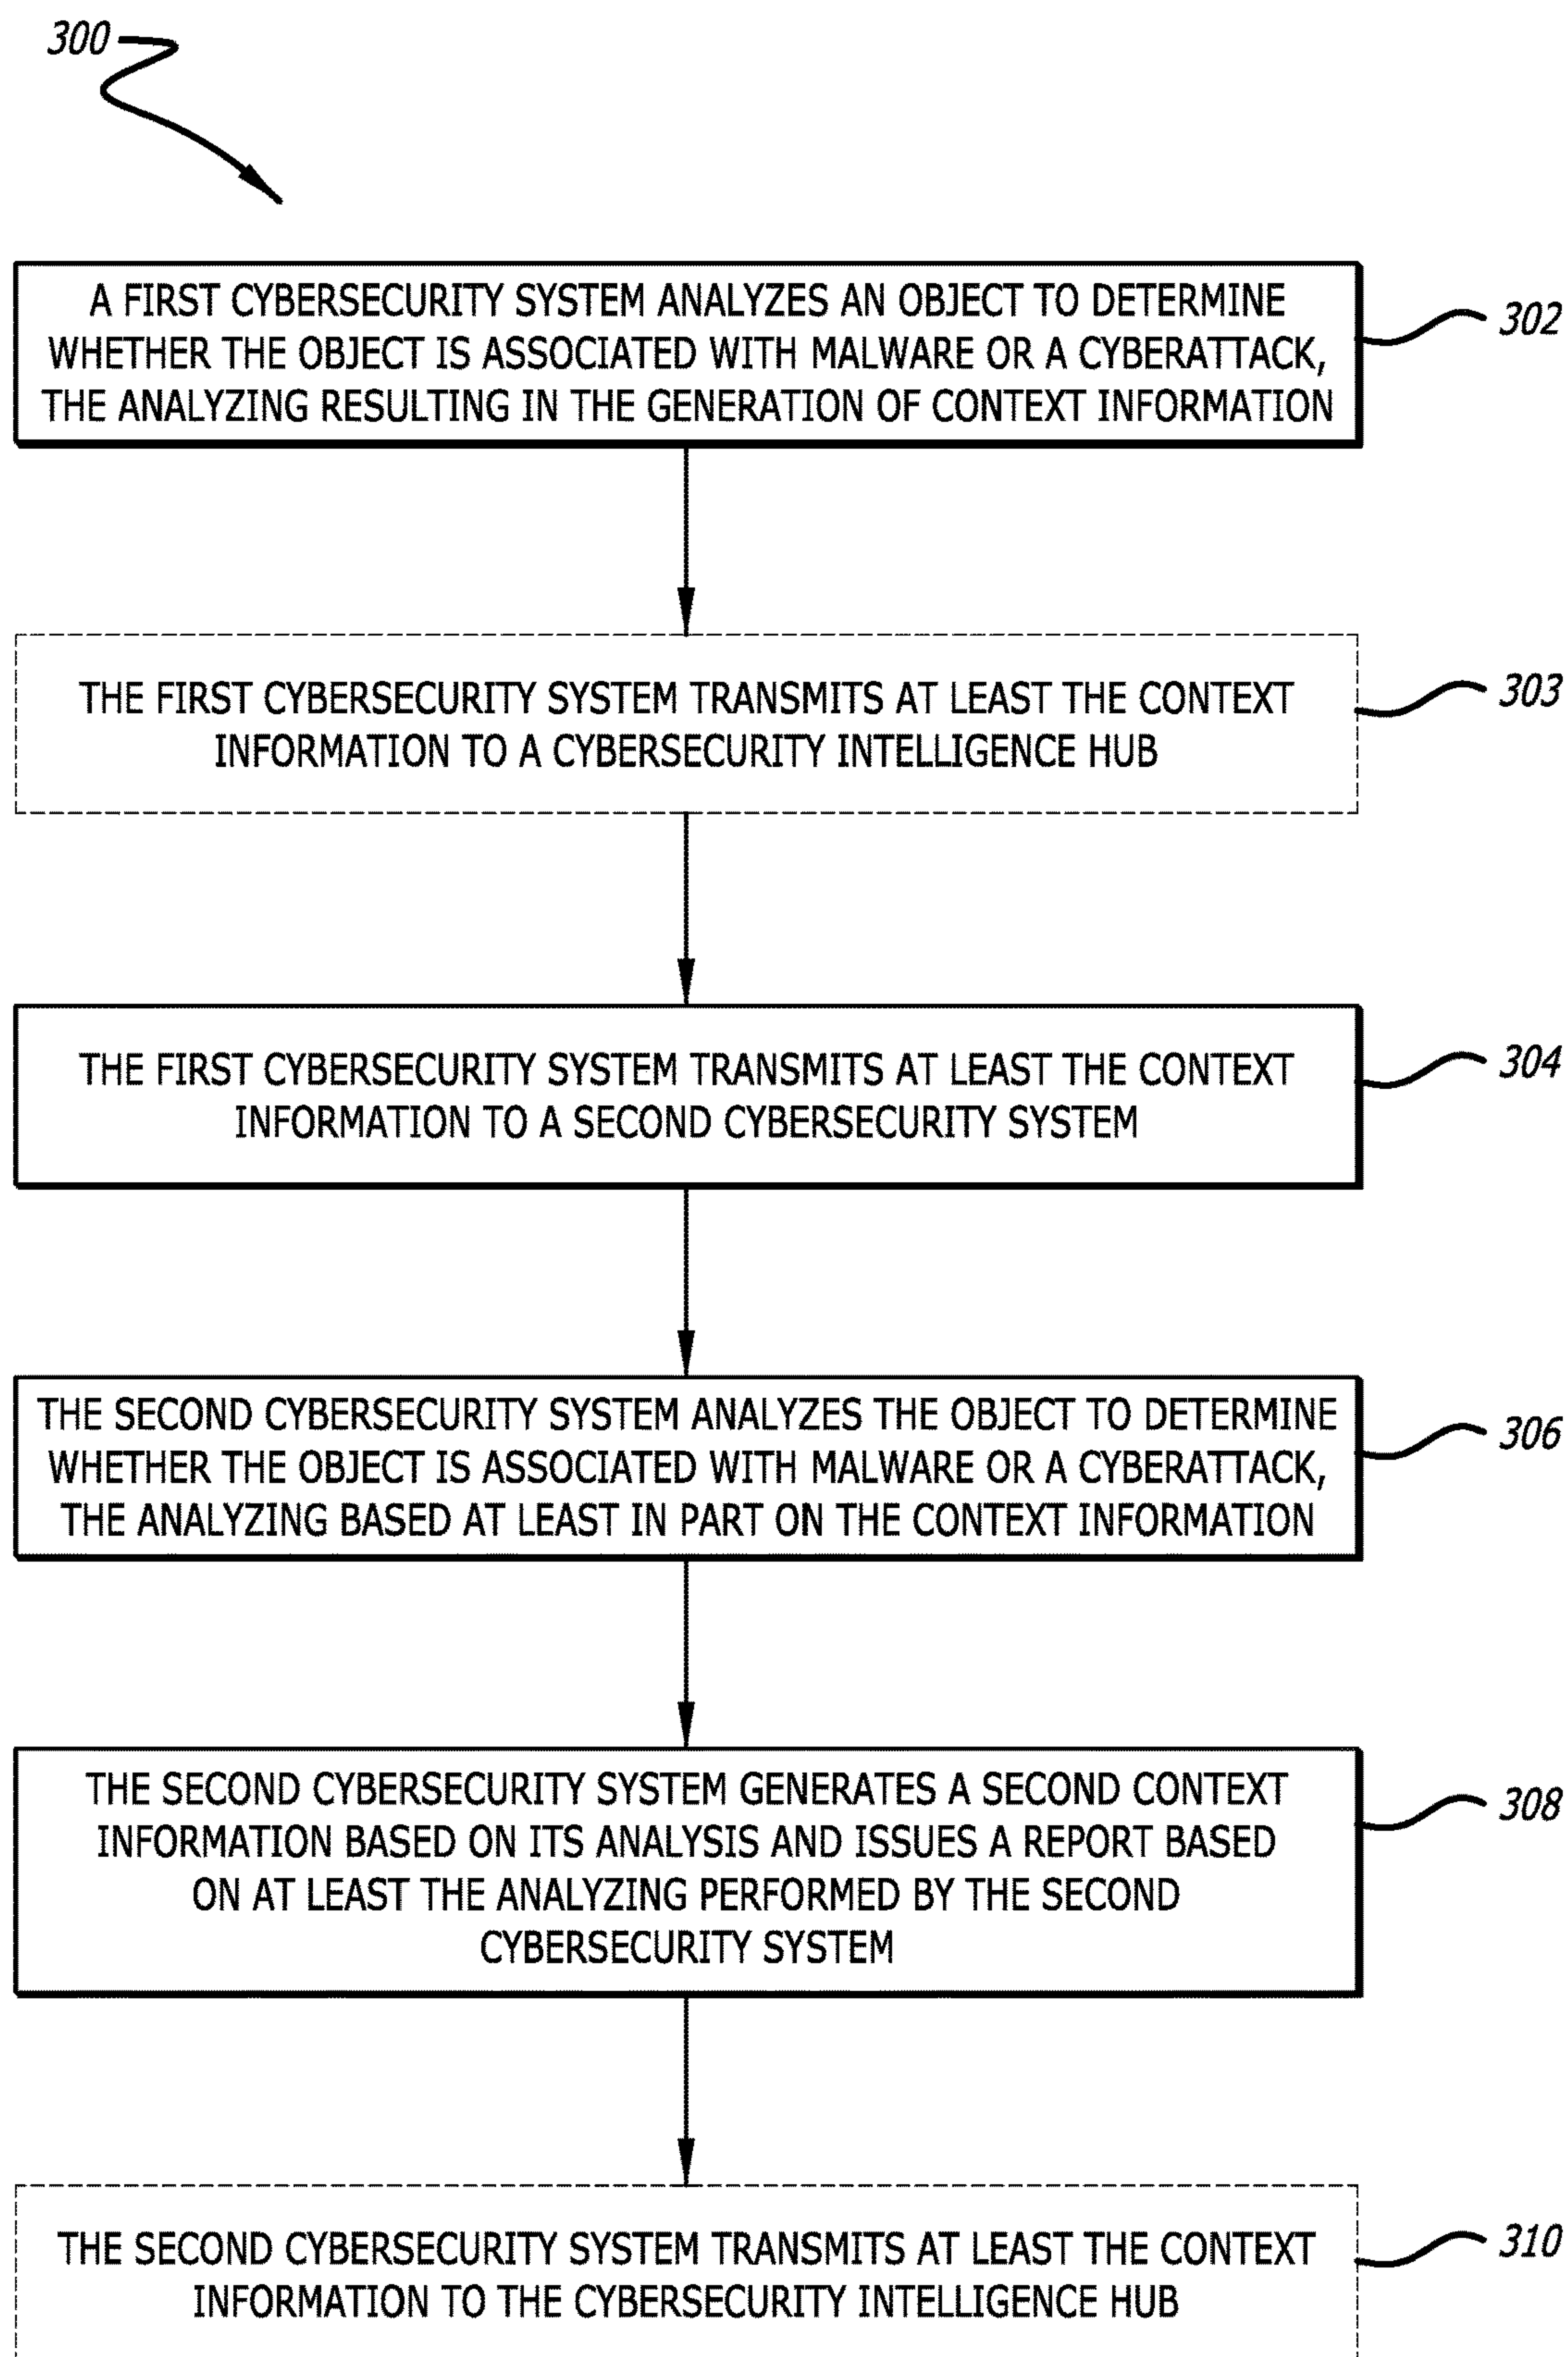 300
A FIRST CYBERSECURITY SYSTEM ANALYZES AN OBJECT TO DETERMINE
WHETHER THE OBJECT IS ASSOCIATED WITH MALWARE OR A CYBERATTACK,
THE ANALYZING RESULTING IN THE GENERATION OF CONTEXT INFORMATION
302
THE FIRST CYBERSECURITY SYSTEM TRANSMITS AT LEAST THE CONTEXT
INFORMATION TO A CYBERSECURITY INTELLIGENCE HUB
303
THE FIRST CYBERSECURITY SYSTEM TRANSMITS AT LEAST THE CONTEXT
INFORMATION TO A SECOND CYBERSECURITY SYSTEM
304
THE SECOND CYBERSECURITY SYSTEM ANALYZES THE OBJECT TO DETERMINE
WHETHER THE OBJECT IS ASSOCIATED WITH MALWARE OR A CYBERATTACK,
THE ANALYZING BASED AT LEAST IN PART ON THE CONTEXT INFORMATION
306
THE SECOND CYBERSECURITY SYSTEM GENERATES A SECOND CONTEXT
INFORMATION BASED ON ITS ANALYSIS AND ISSUES A REPORT BASED
ON AT LEAST THE ANALYZING PERFORMED BY THE SECOND
CYBERSECURITY SYSTEM
308
THE SECOND CYBERSECURITY SYSTEM TRANSMITS AT LEAST THE CONTEXT
INFORMATION TO THE CYBERSECURITY INTELLIGENCE HUB
310